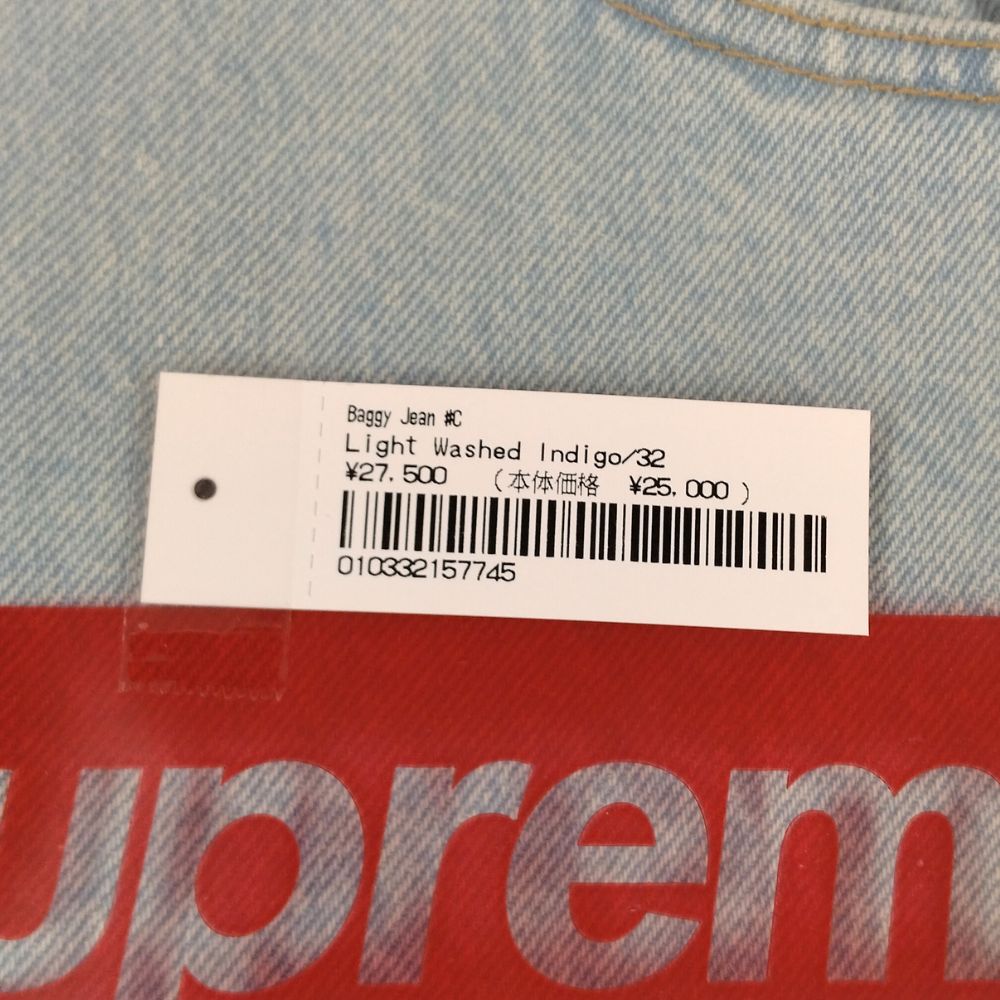 Baggy Jean #C
Light Washed Indigo/32
¥27,500 (本体価格 ¥25,000 )
010332157745
uprem